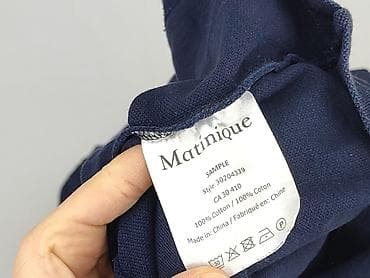 Matinique
SAMPLE
Style: 30204339
CA 30 410
100% Cotton / 100% Coton
Made in China / Fabriqué en: Chine